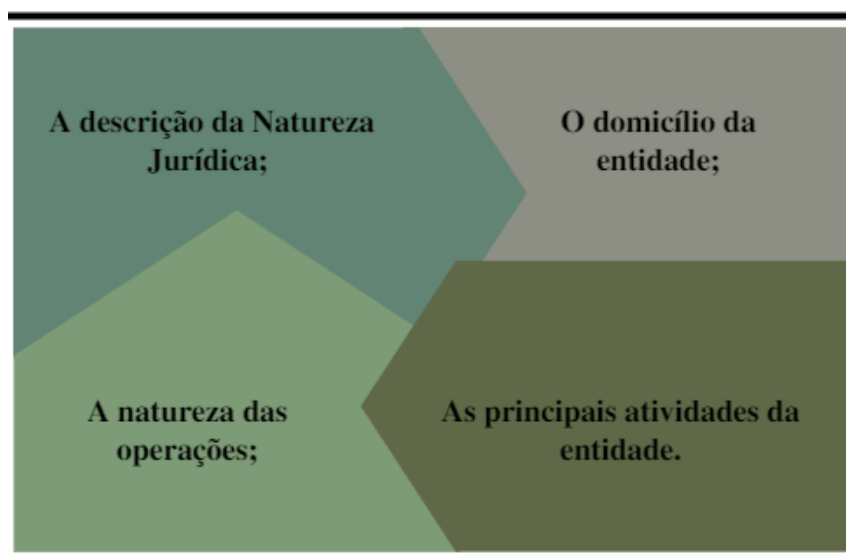 A descrição da Natureza
Jurídica;
O domicílio da
entidade;
A natureza das
operações;
As principais atividades da
entidade.